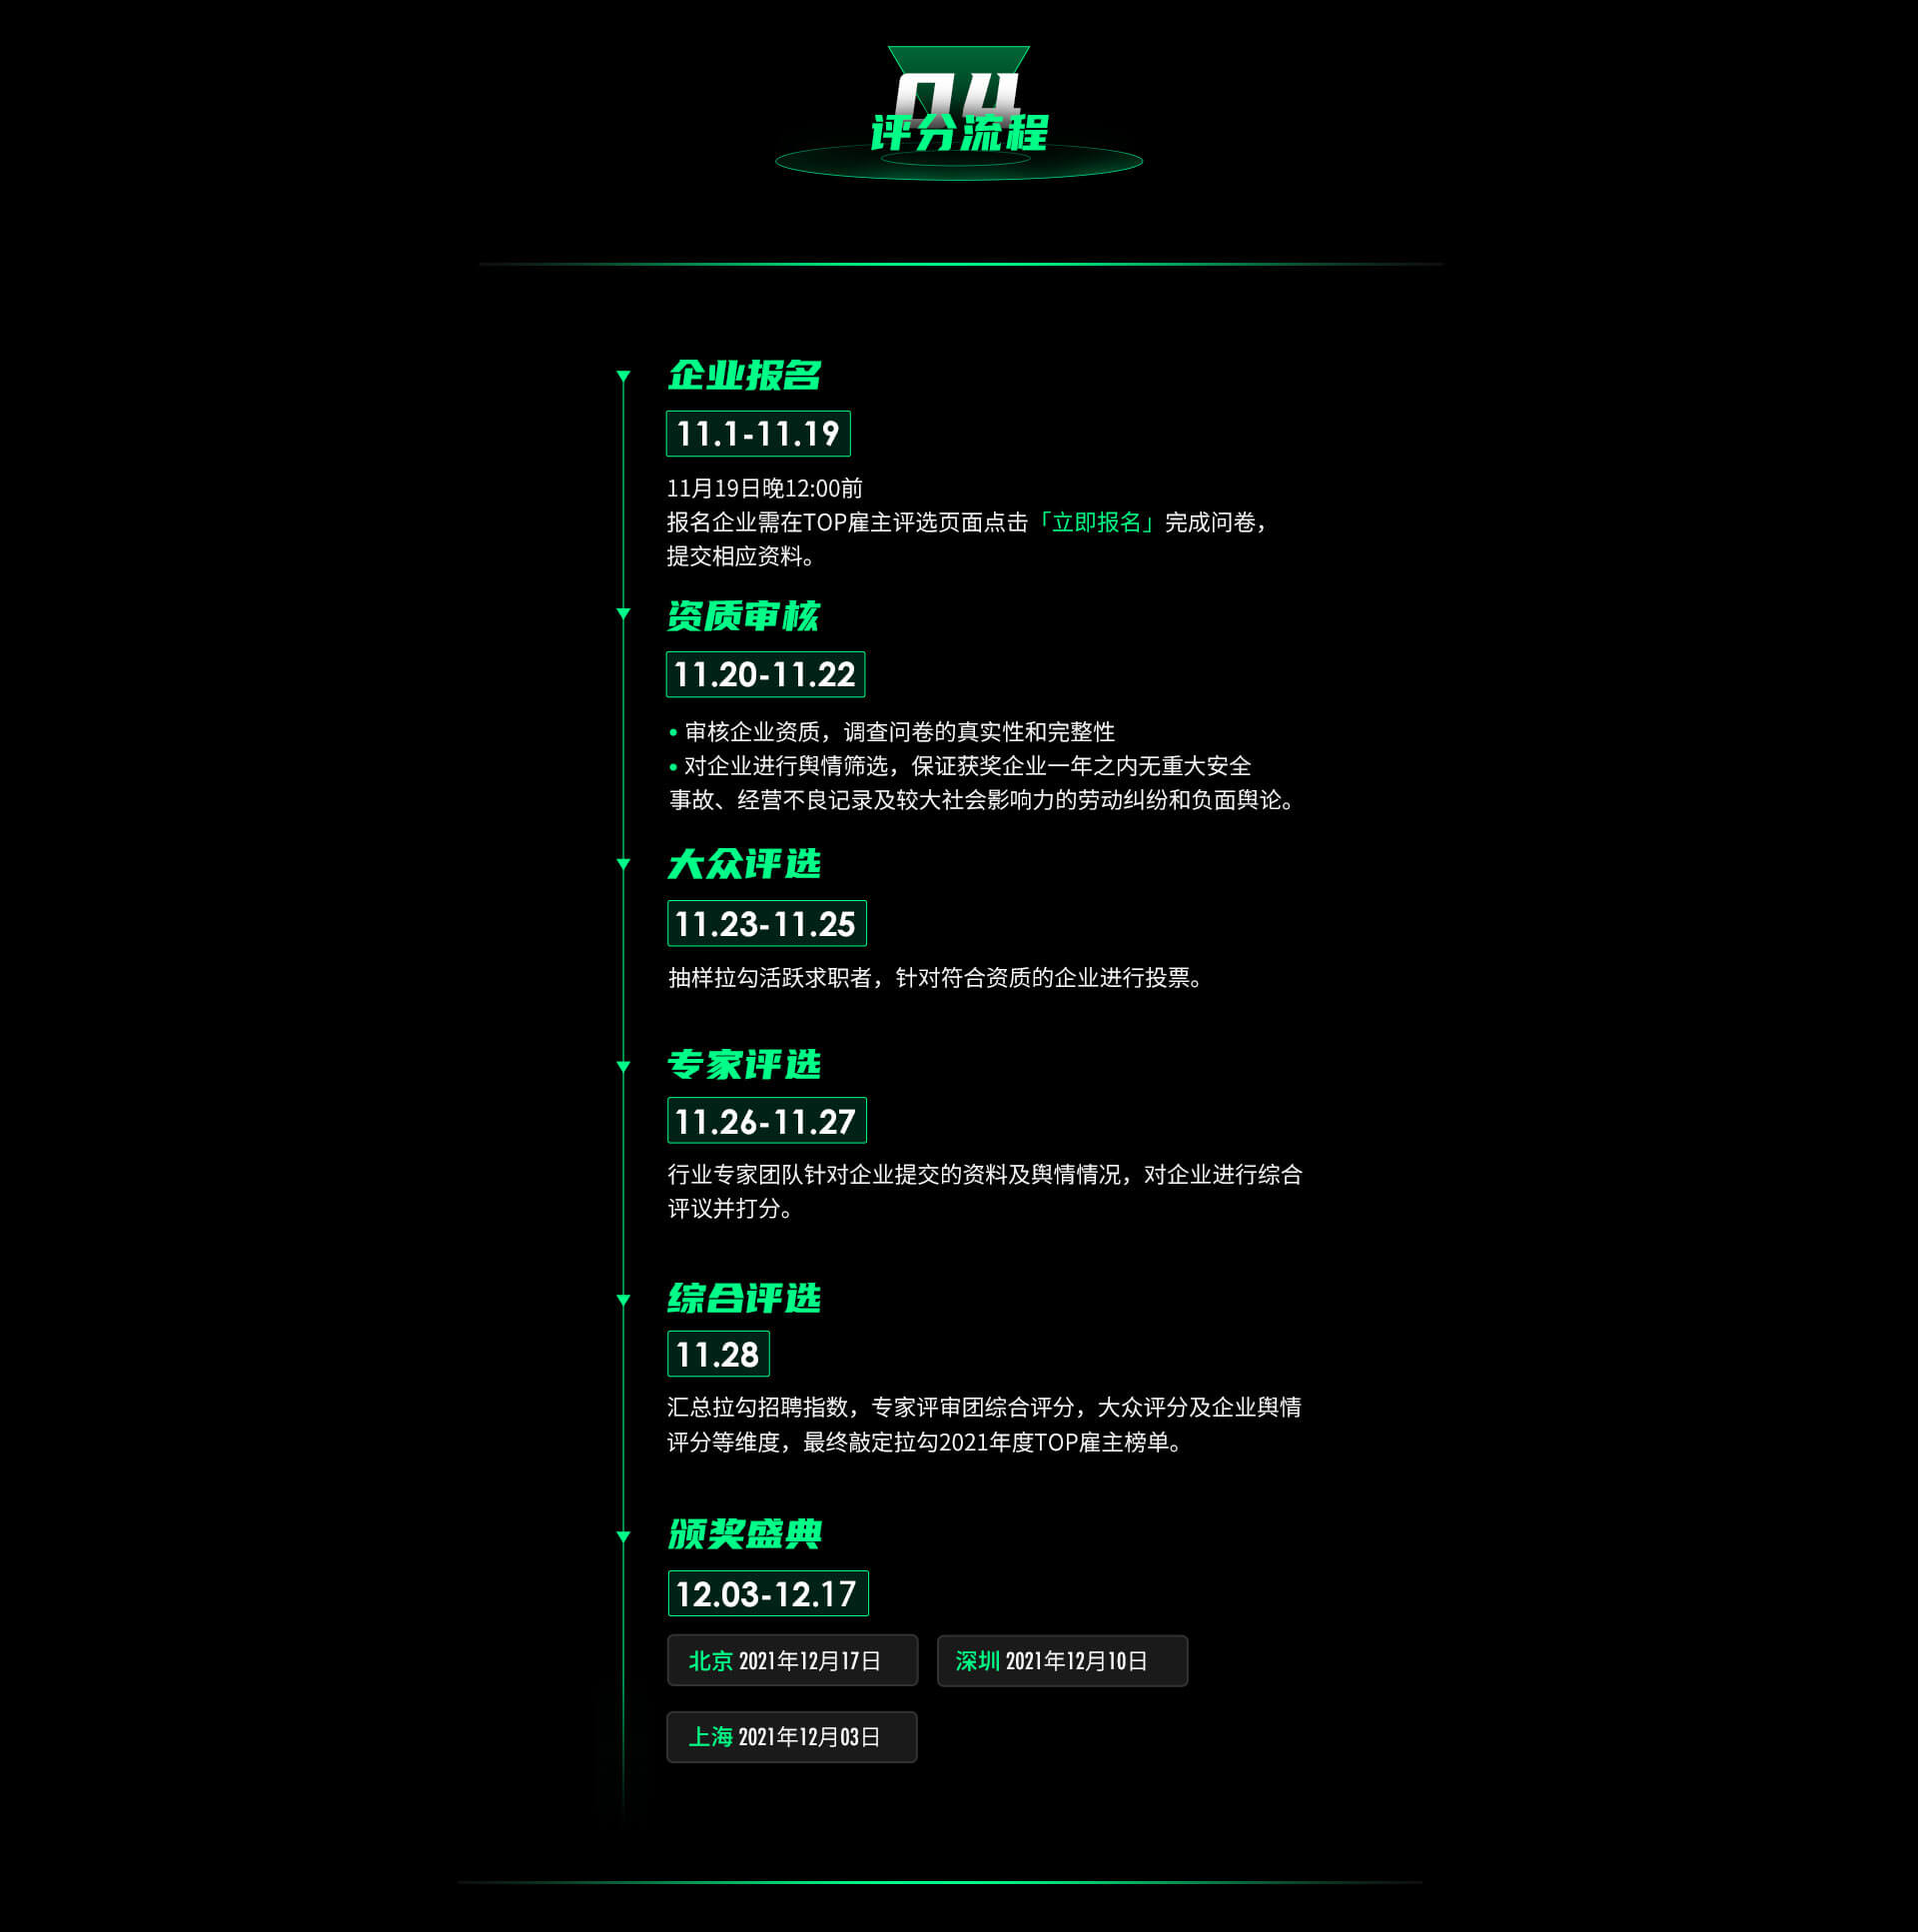 04
评分流程
企业报名
11.1-11.19
11月19日晚12:00前
报名企业需在TOP雇主评选页面点击「立即报名」完成问卷，
提交相应资料。
资质审核
11.20-11.22
• 审核企业资质，调查问卷的真实性和完整性
• 对企业进行舆情筛选，保证获奖企业一年之内无重大安全
事故、经营不良记录及较大社会影响力的劳动纠纷和负面舆论。
大众评选
11.23-11.25
抽样拉勾活跃求职者，针对符合资质的企业进行投票。
专家评选
11.26-11.27
行业专家团队针对企业提交的资料及舆情情况，对企业进行综合
评议并打分。
综合评选
11.28
汇总拉勾招聘指数，专家评审团综合评分，大众评分及企业舆情
评分等维度，最终敲定拉勾2021年度TOP雇主榜单。
颁奖盛典
12.03-12.17
北京 2021年12月17日
深圳 2021年12月10日
上海 2021年12月03日